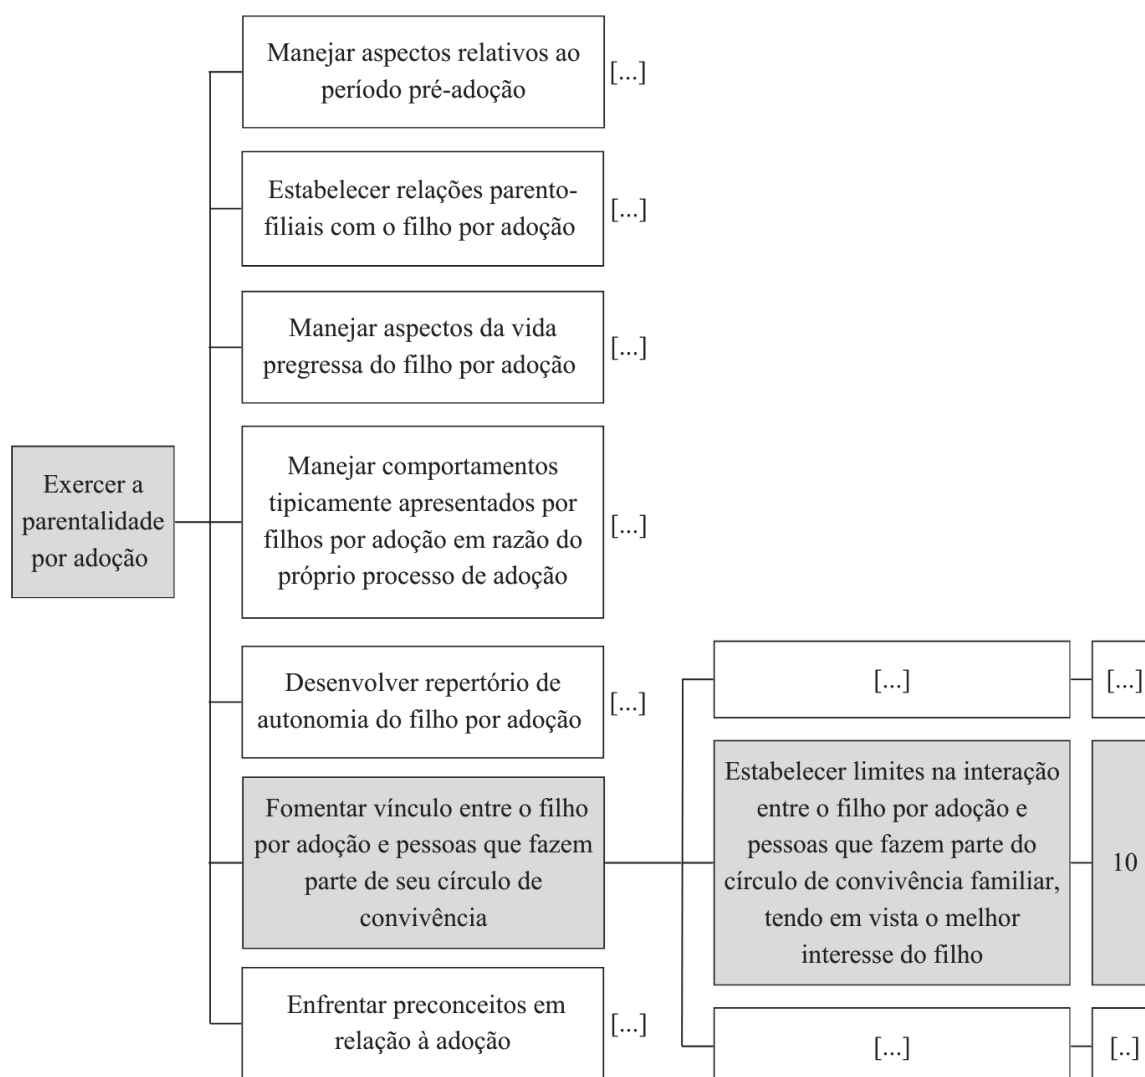 Manejar aspectos relativos ao
período pré-adoção
[...]
Estabelecer relações parento-
filiais com o filho por adoção
[...]
Manejar aspectos da vida
pregressa do filho por adoção
[...]
Exercer a
parentalidade
por adoção
Manejar comportamentos
tipicamente apresentados por
filhos por adoção em razão do
próprio processo de adoção
[...]
Desenvolver repertório de
autonomia do filho por adoção
[...]
[...]
[...]
Fomentar vínculo entre o filho
por adoção e pessoas que fazem
parte de seu círculo de
convivência
Estabelecer limites na interação
entre o filho por adoção e
pessoas que fazem parte do
círculo de convivência familiar,
tendo em vista o melhor
interesse do filho
10
Enfrentar preconceitos em
relação à adoção
[...]
[...]
[..]